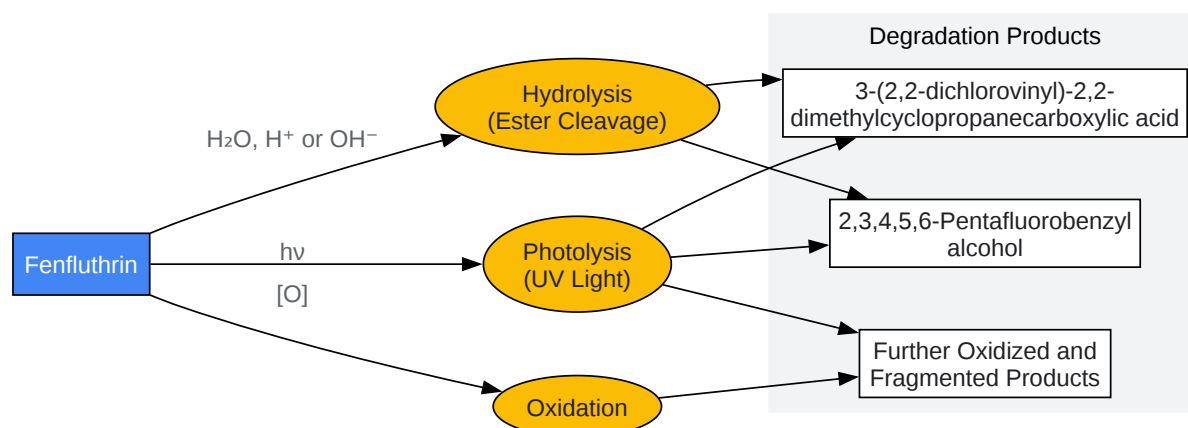 Degradation Products
Hydrolysis
(Ester Cleavage)
3-(2,2-dichlorovinyl)-2,2-
dimethylcyclopropanecarboxylic acid
H₂O, H⁺ or OH⁻
Fenfluthrin
hν
[O]
Photolysis
(UV Light)
2,3,4,5,6-Pentafluorobenzyl
alcohol
Further Oxidized and
Fragmented Products
Oxidation